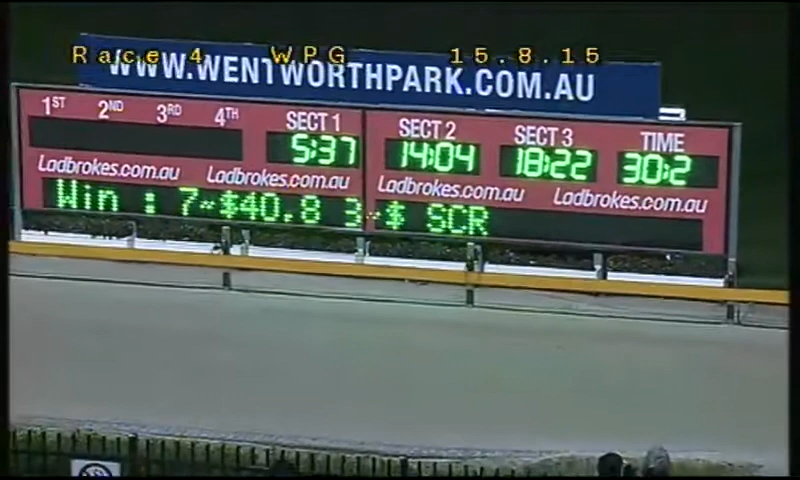 Race 4 WPG 15.8.15
WWW.WENTWORTHPARK.COM.AU
1ST 2ND 3RD 4TH SECT 1 SECT 2 SECT 3 TIME
5:37 14:04 18:22 30:2
Ladbrokes.com.au Ladbrokes.com.au Ladbrokes.com.au Ladbrokes.com.au
Win : 7-$40.8 3-$ SCR